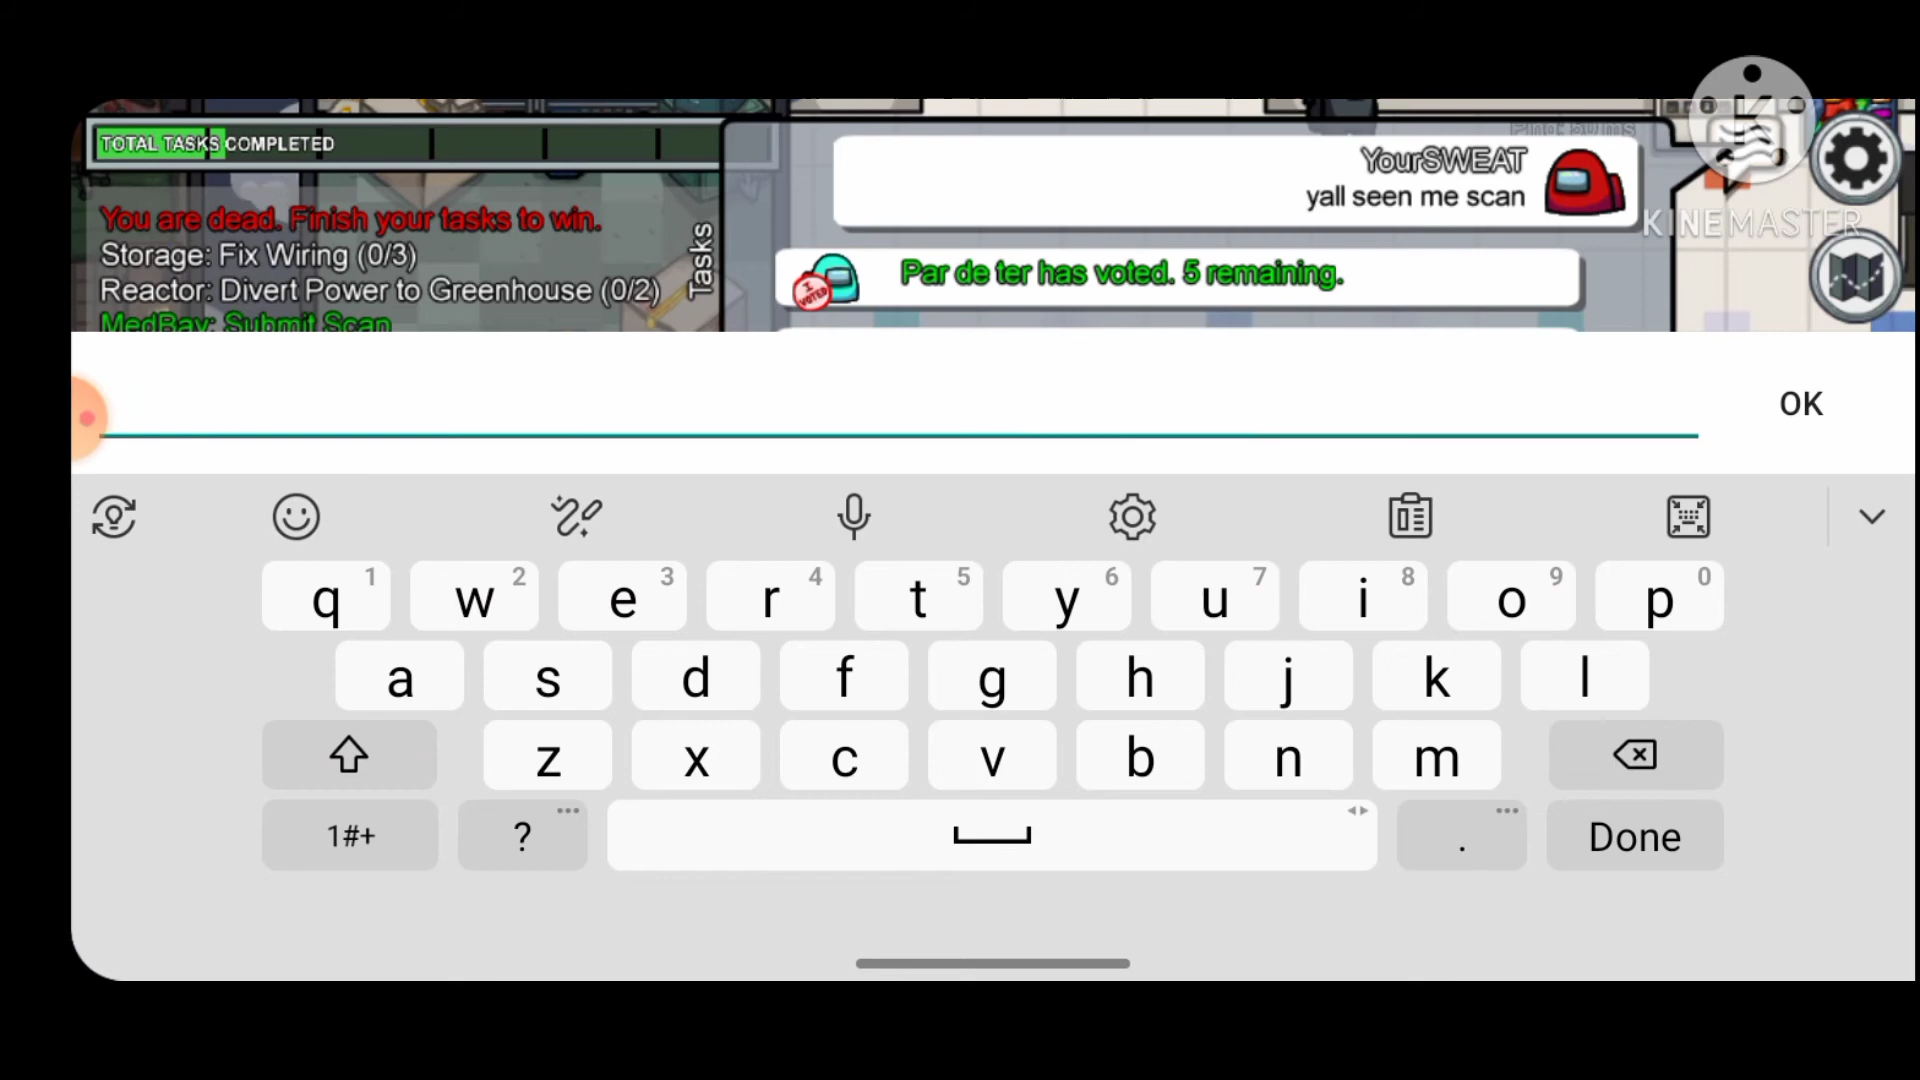 TOTAL TASKS COMPLETED
You are dead. Finish your tasks to win.
Storage: Fix Wiring (0/3)
Reactor: Divert Power to Greenhouse (0/2)
MedBay: Submit Scan
Tasks
YourSWEAT
yall seen me scan
I VOTED
Par de ter has voted. 5 remaining.
KINEMASTER
OK
q 1 w 2 e 3 r 4 t 5 y 6 u 7 i 8 o 9 p 0
a s d f g h j k l
z x c v b n m
1#+ ? . Done